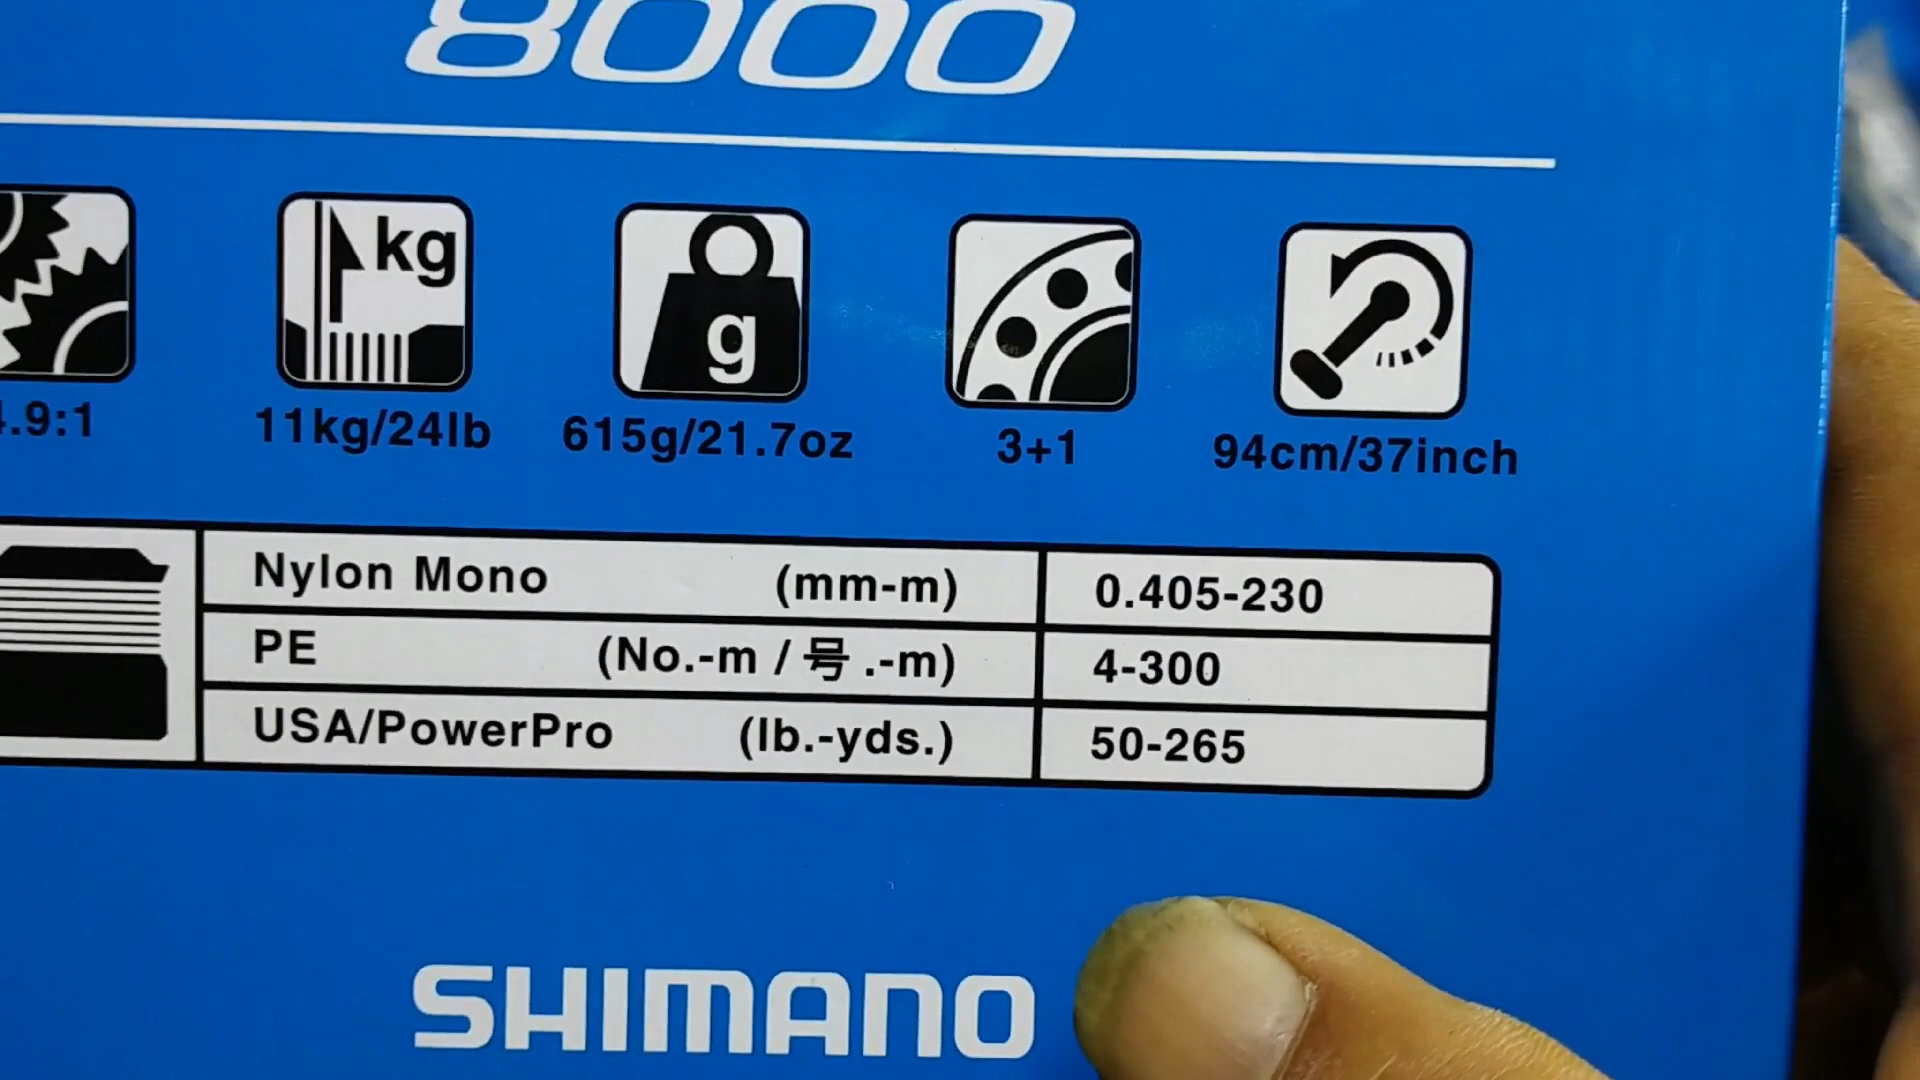 8000
kg
g
.9:1
11kg/24lb
615g/21.7oz
3+1
94cm/37inch
Nylon Mono (mm-m) 0.405-230
PE (No.-m / 号.-m) 4-300
USA/PowerPro (lb.-yds.) 50-265
SHIMANO